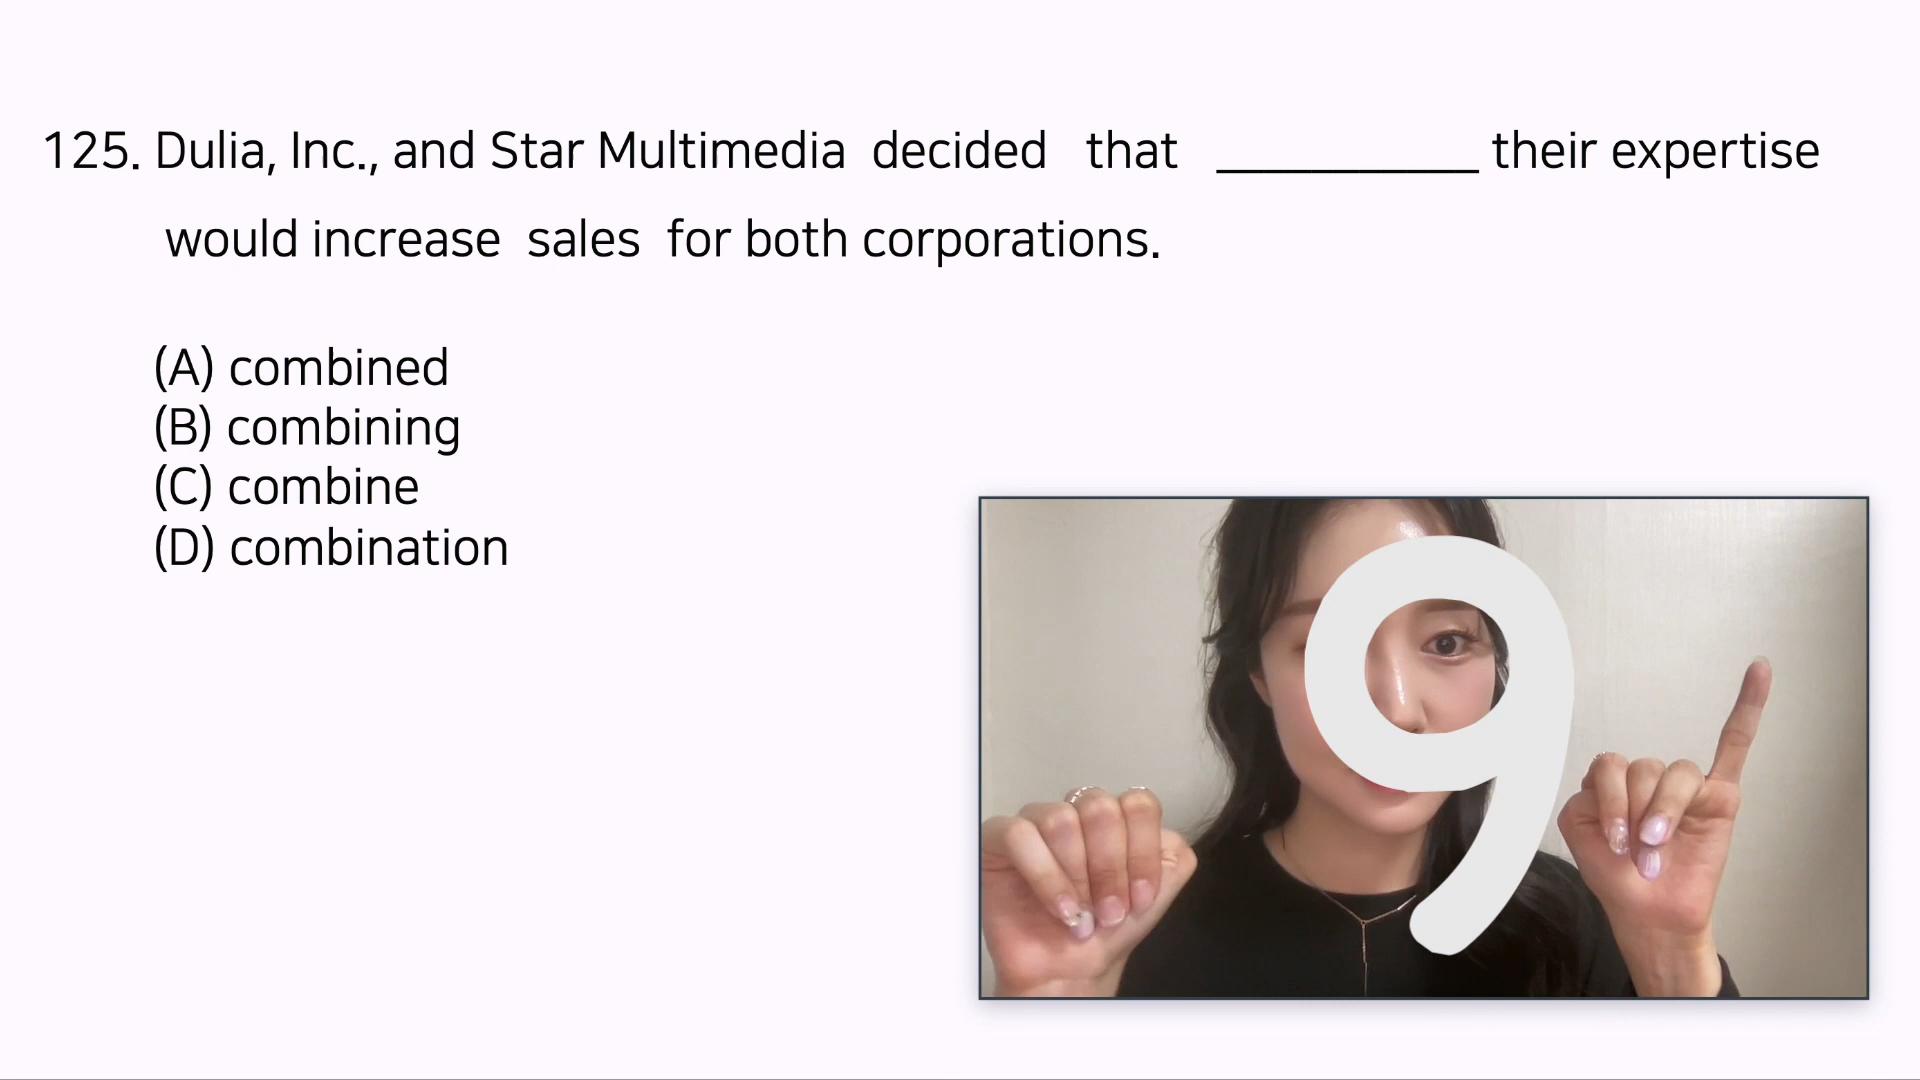 125. Dulia, Inc., and Star Multimedia decided that __________ their expertise
would increase sales for both corporations.
(A) combined
(B) combining
(C) combine
(D) combination
9